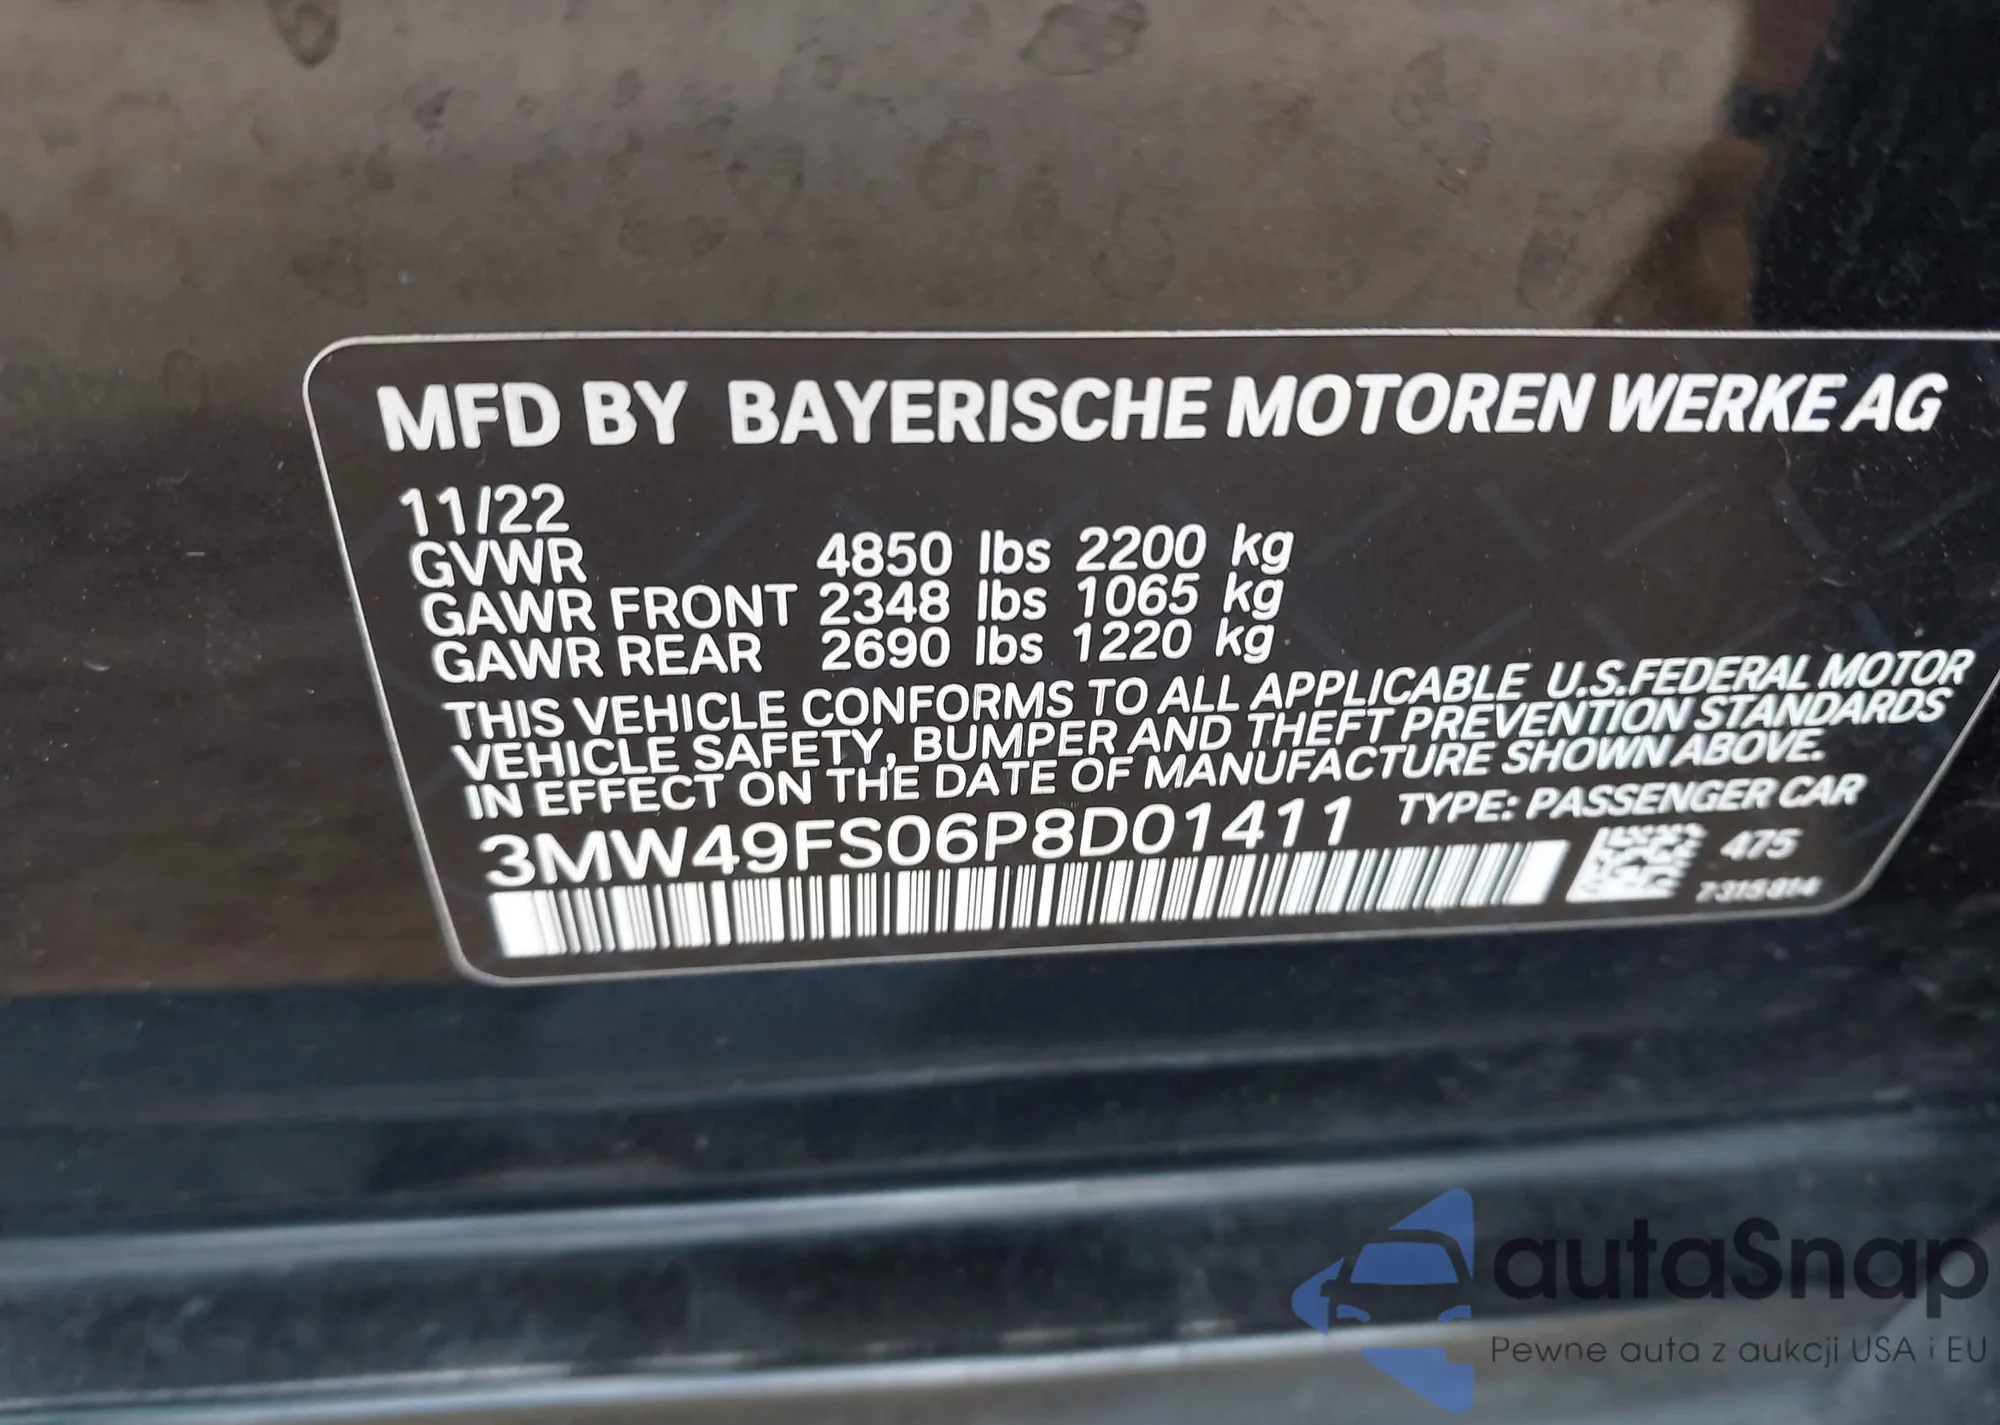 MFD BY BAYERISCHE MOTOREN WERKE AG
11/22
GVWR 4850 lbs 2200 kg
GAWR FRONT 2348 lbs 1065 kg
GAWR REAR 2690 lbs 1220 kg
THIS VEHICLE CONFORMS TO ALL APPLICABLE U.S.FEDERAL MOTOR
VEHICLE SAFETY, BUMPER AND THEFT PREVENTION STANDARDS
IN EFFECT ON THE DATE OF MANUFACTURE SHOWN ABOVE.
3MW49FS06P8D01411 TYPE: PASSENGER CAR
475
7315814
autaSnap
Pewne auta z aukcji USA i EU